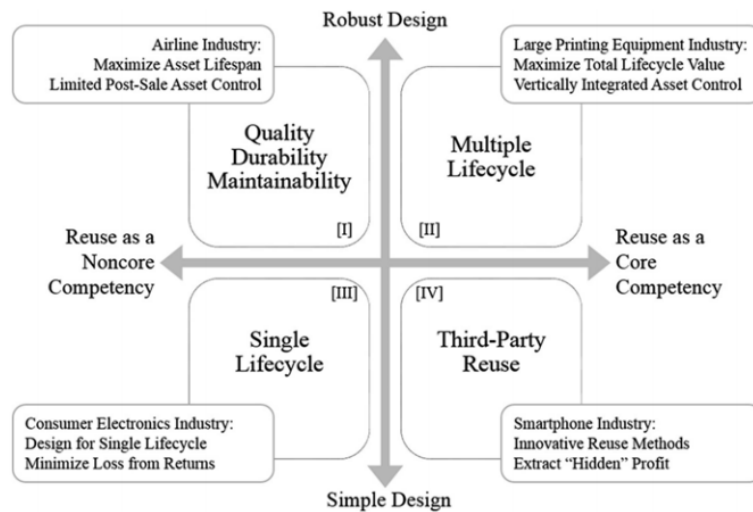 Robust Design
Airline Industry:
Maximize Asset Lifespan
Limited Post-Sale Asset Control
Large Printing Equipment Industry:
Maximize Total Lifecycle Value
Vertically Integrated Asset Control
Quality
Durability
Maintainability
[I]
Multiple
Lifecycle
[II]
Reuse as a
Noncore
Competency
Reuse as a
Core
Competency
[III]
Single
Lifecycle
[IV]
Third-Party
Reuse
Consumer Electronics Industry:
Design for Single Lifecycle
Minimize Loss from Returns
Smartphone Industry:
Innovative Reuse Methods
Extract “Hidden” Profit
Simple Design